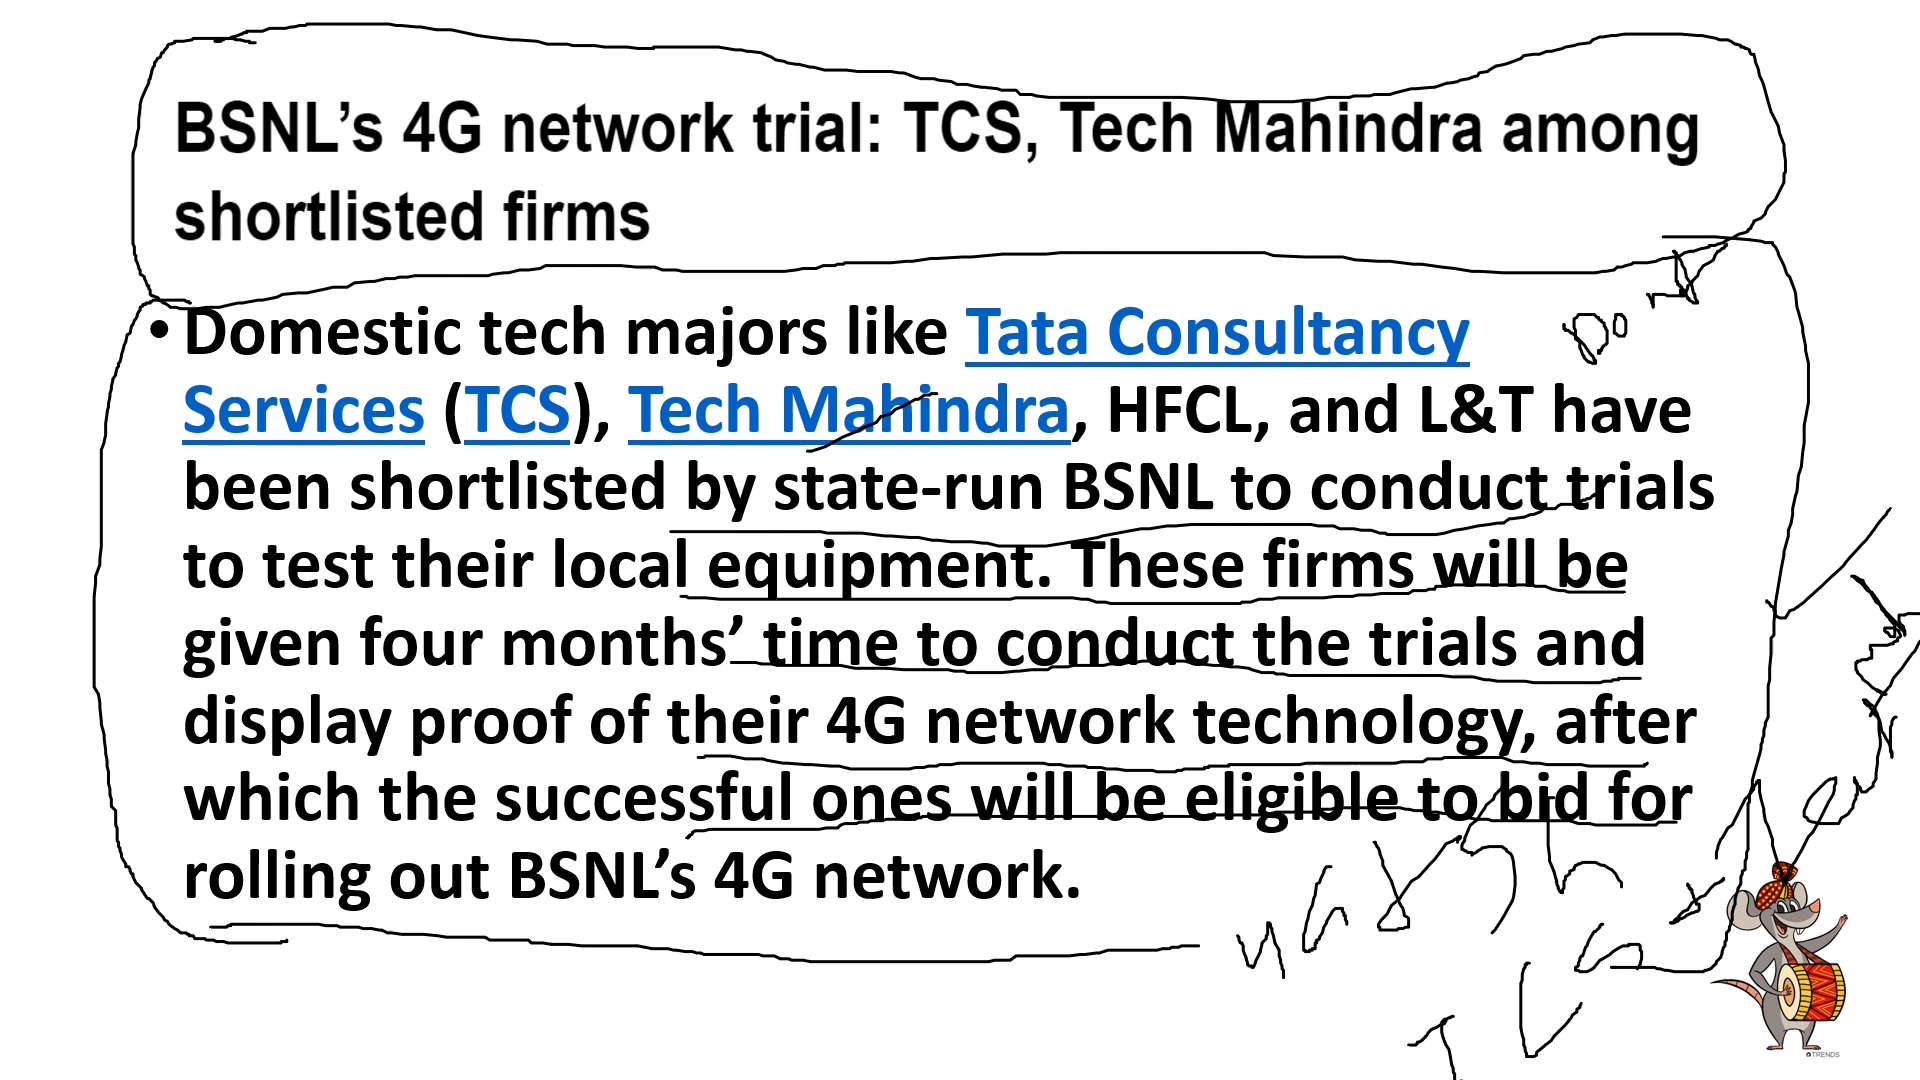 BSNL’s 4G network trial: TCS, Tech Mahindra among
shortlisted firms
• Domestic tech majors like Tata Consultancy
Services (TCS), Tech Mahindra, HFCL, and L&T have
been shortlisted by state-run BSNL to conduct trials
to test their local equipment. These firms will be
given four months’ time to conduct the trials and
display proof of their 4G network technology, after
which the successful ones will be eligible to bid for
rolling out BSNL’s 4G network.
TRENDS